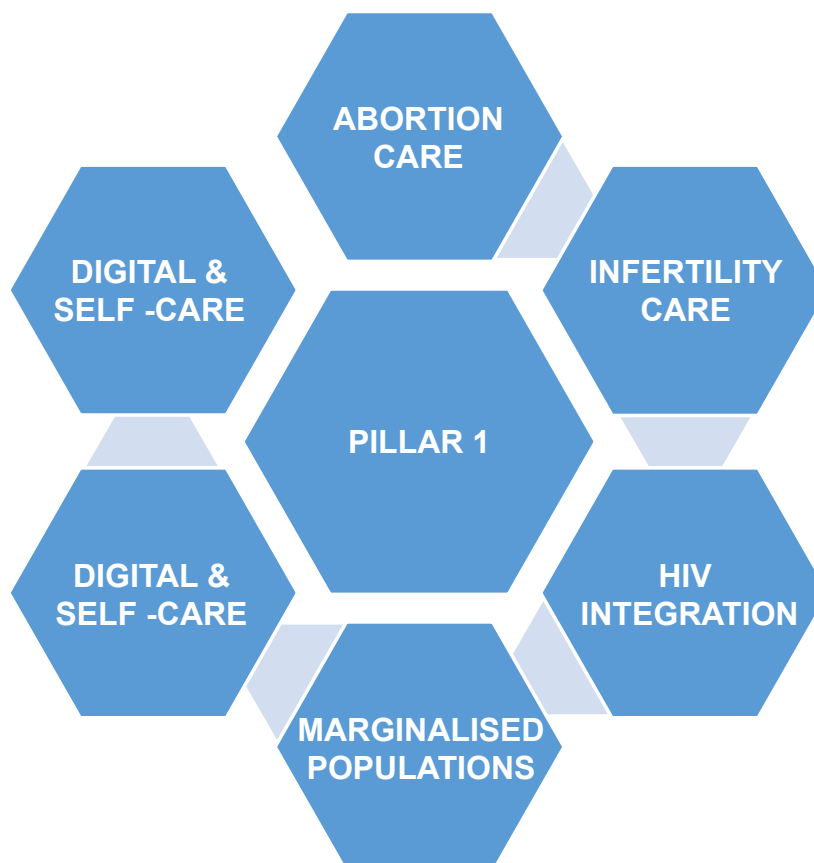 ABORTION
CARE
DIGITAL &
SELF -CARE
INFERTILITY
CARE
PILLAR 1
DIGITAL &
SELF -CARE
HIV
INTEGRATION
MARGINALISED
POPULATIONS